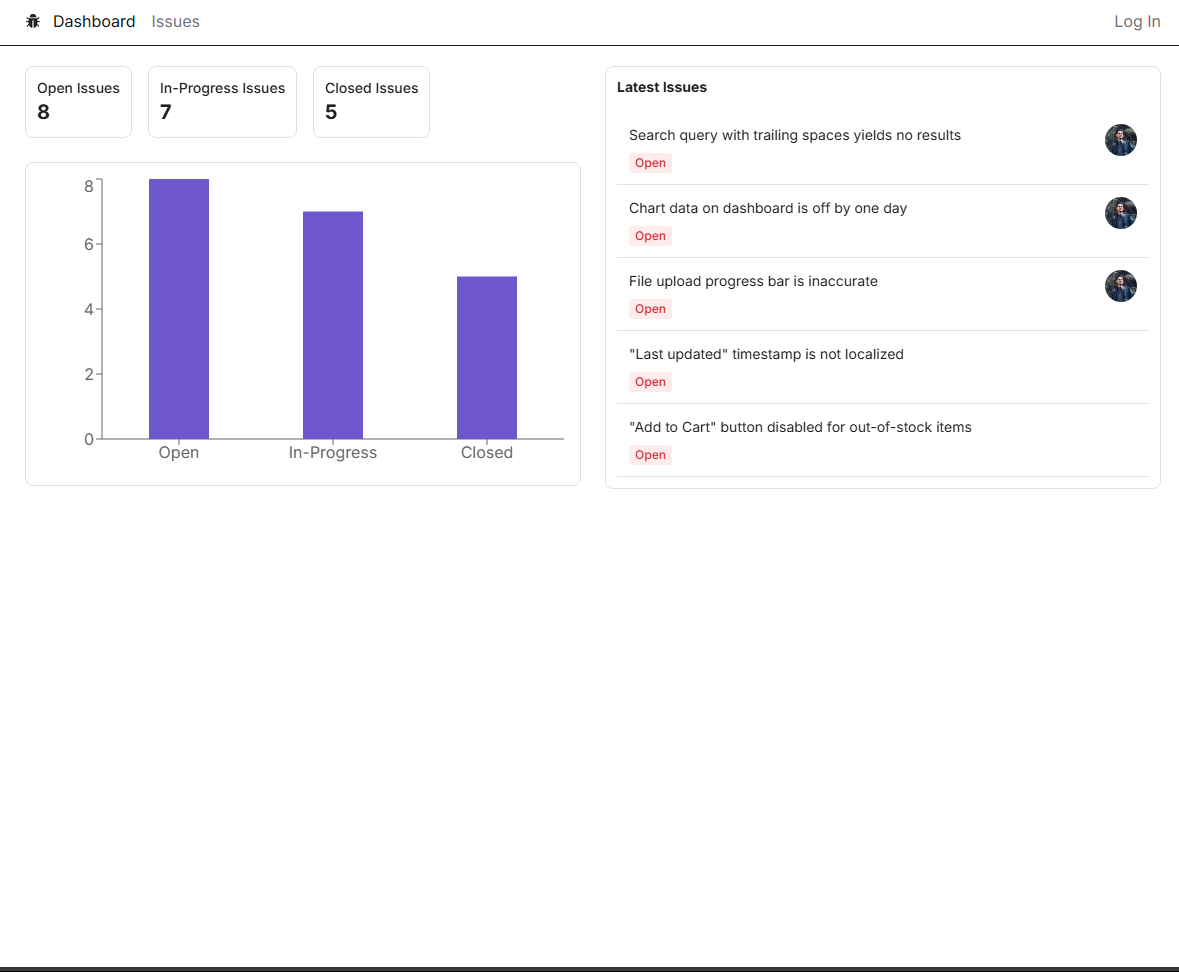 Dashboard Issues Log In
Open Issues
8
In-Progress Issues
7
Closed Issues
5
8
6
4
2
0
Open In-Progress Closed
Latest Issues
Search query with trailing spaces yields no results
Open
Chart data on dashboard is off by one day
Open
File upload progress bar is inaccurate
Open
"Last updated" timestamp is not localized
Open
"Add to Cart" button disabled for out-of-stock items
Open